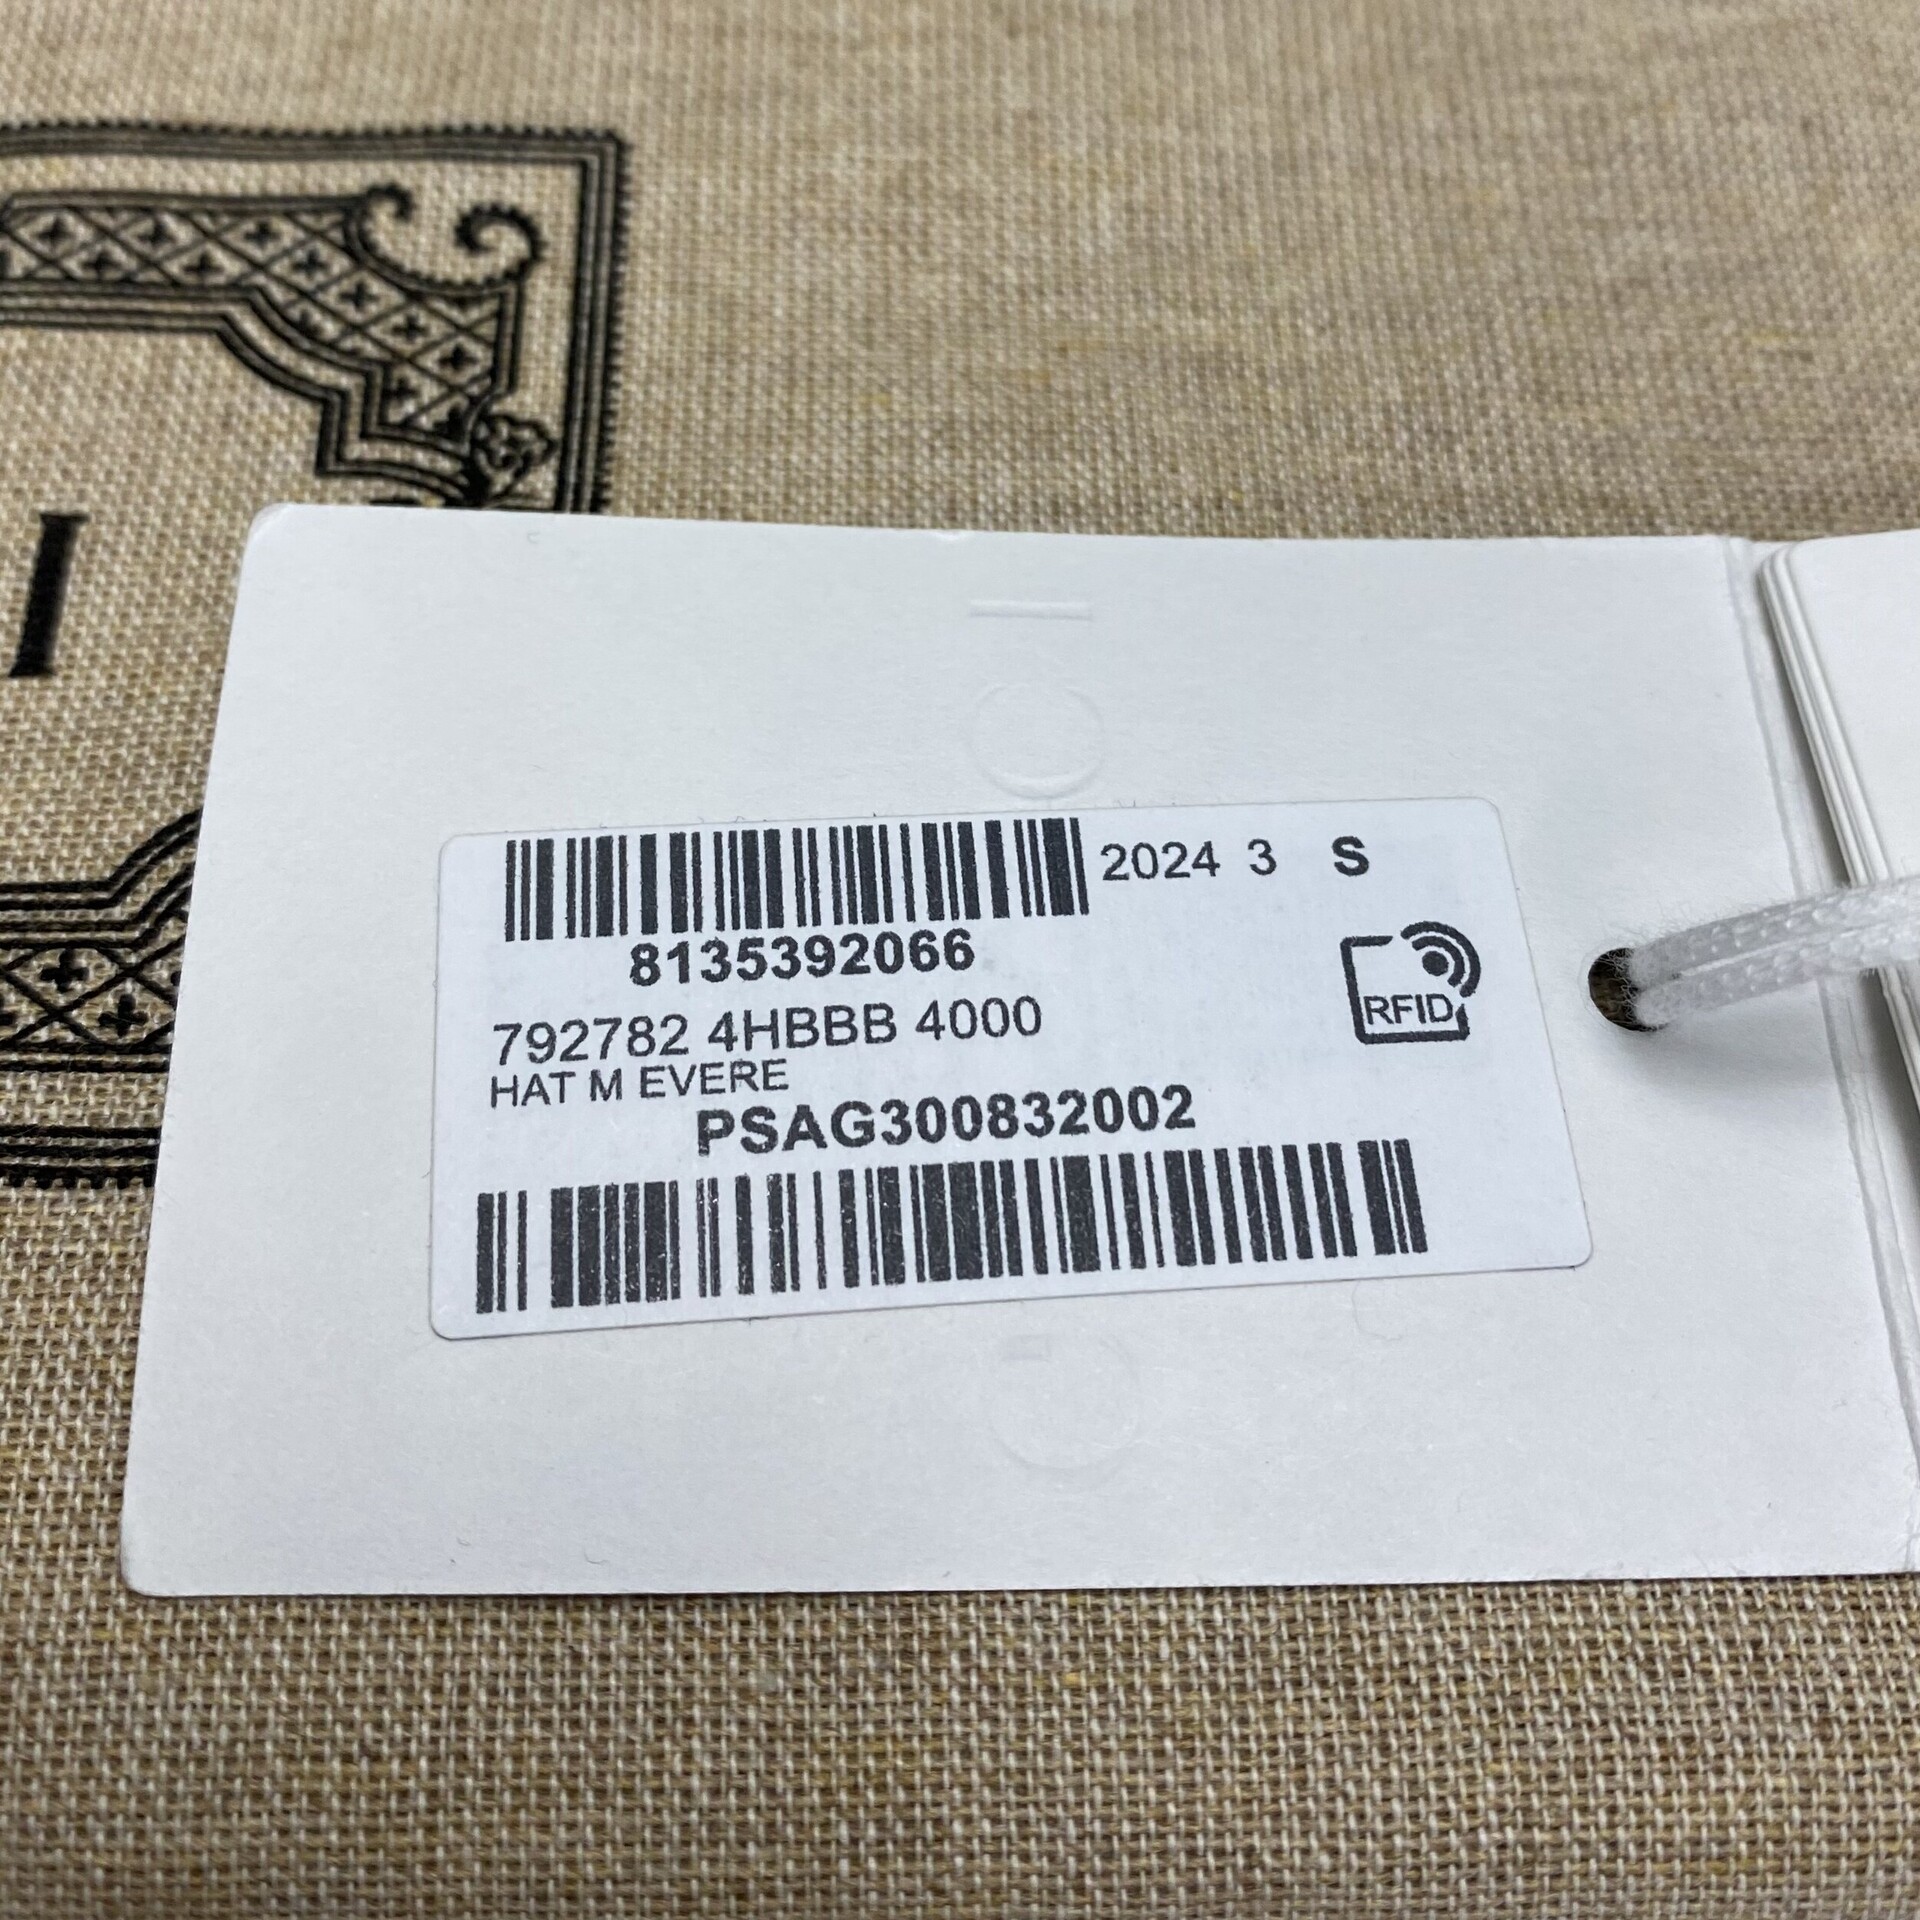 I
2024 3 S
8135392066
RFID
792782 4HBBB 4000
HAT M EVERE
PSAG300832002